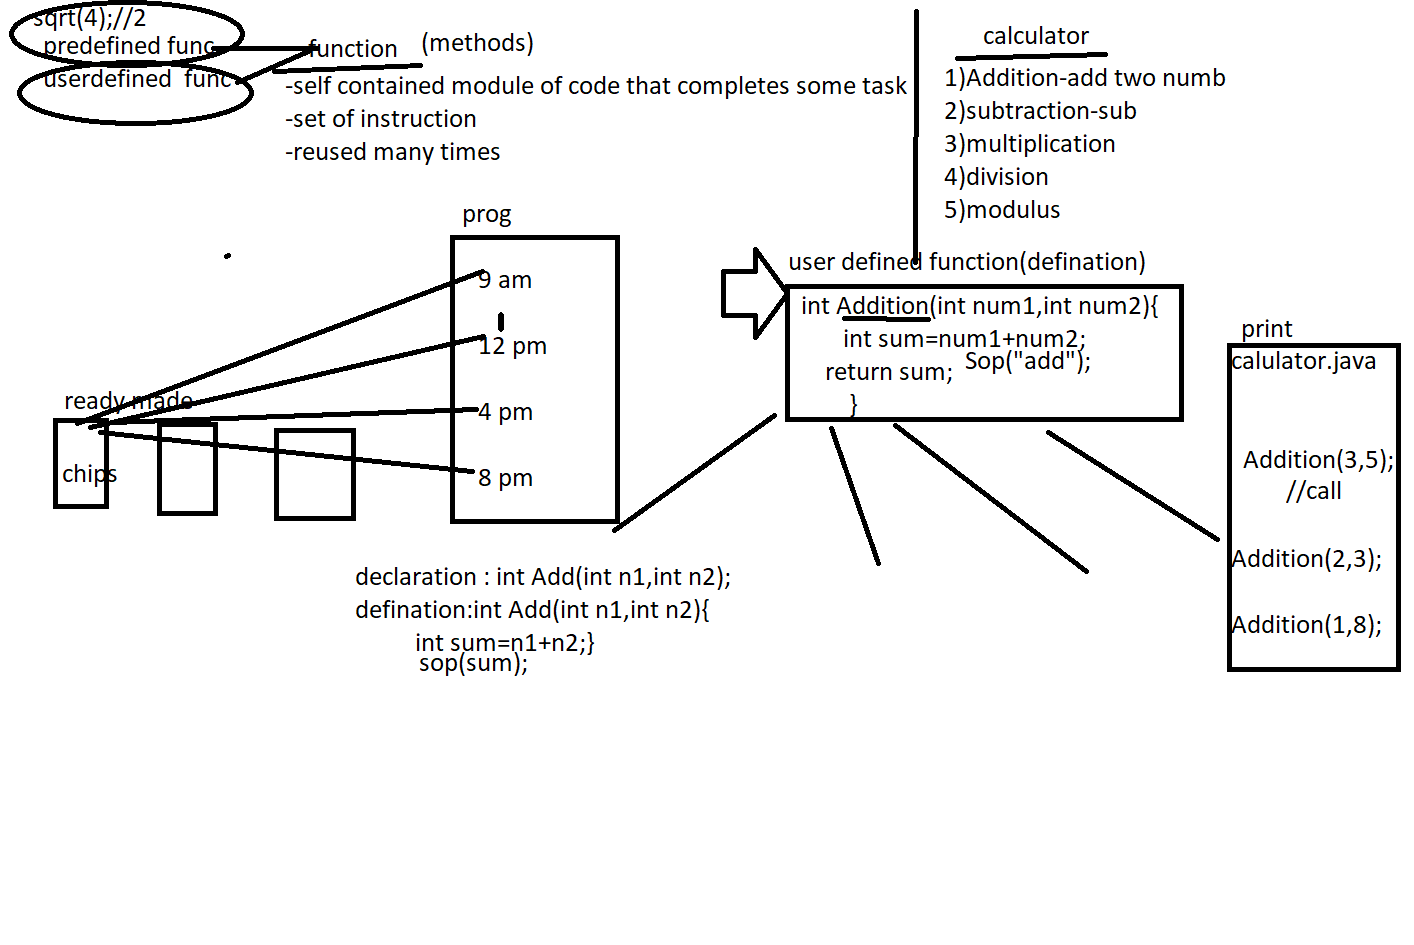 sqrt(4);//2
predefined func
userdefined func
function (methods)
-self contained module of code that completes some task
-set of instruction
-reused many times
calculator
1)Addition-add two numb
2)subtraction-sub
3)multiplication
4)division
5)modulus
prog
9 am
12 pm
4 pm
8 pm
ready made
chips
user defined function(defination)
int Addition(int num1,int num2){
int sum=num1+num2;
Sop("add");
return sum;
}
print
calulator.java
Addition(3,5);
//call
Addition(2,3);
Addition(1,8);
declaration : int Add(int n1,int n2);
defination:int Add(int n1,int n2){
int sum=n1+n2;}
sop(sum);